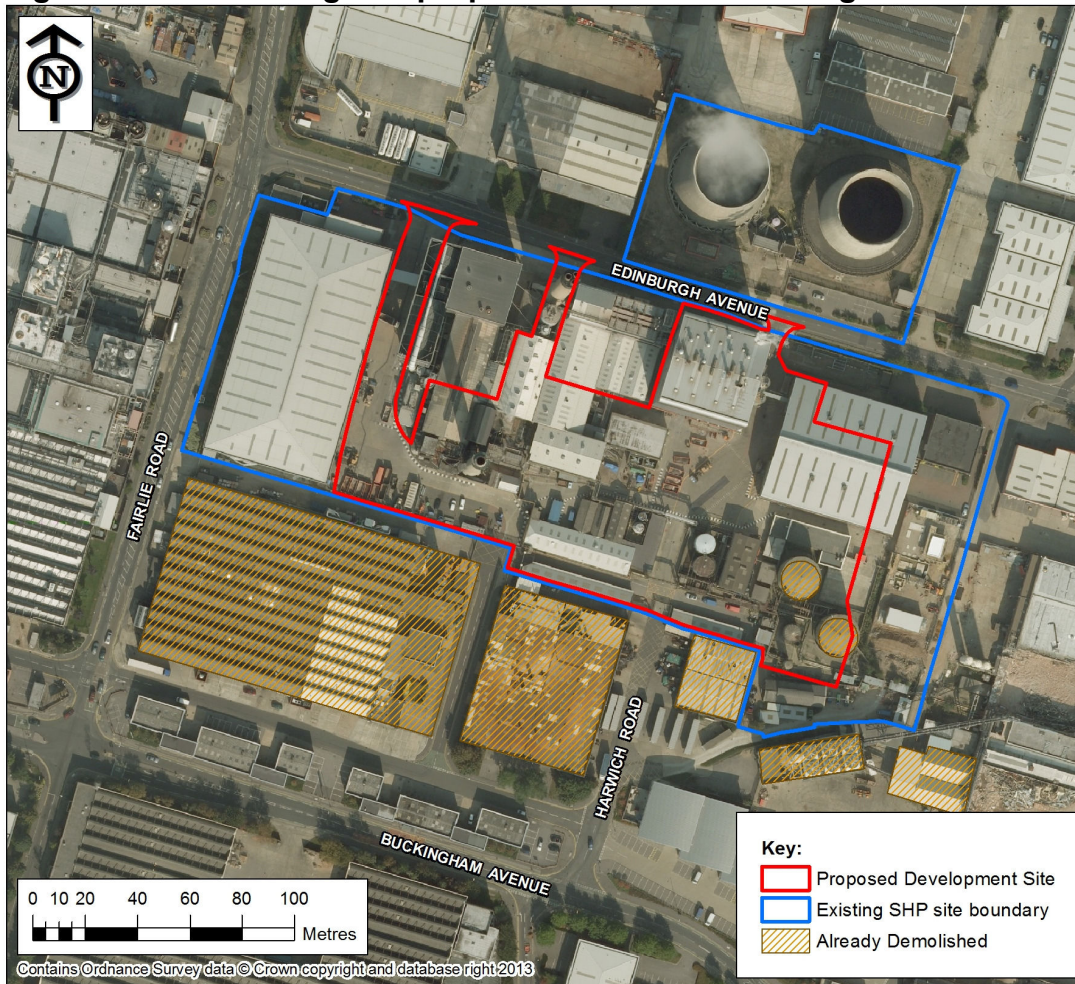 N
EDINBURGH AVENUE
FAIRLIE ROAD
HARWICH ROAD
BUCKINGHAM AVENUE
Key:
Proposed Development Site
Existing SHP site boundary
Already Demolished
0 10 20 40 60 80 100
Metres
Contains Ordnance Survey data © Crown copyright and database right 2013